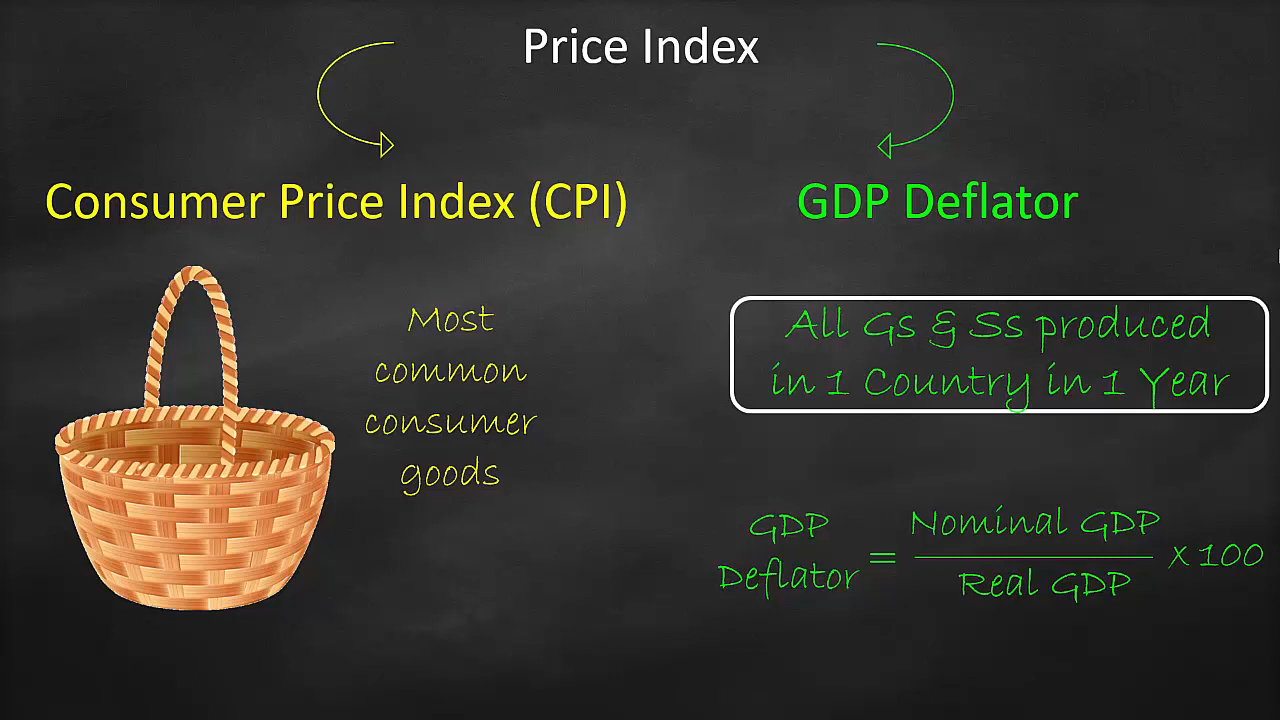 Price Index
Consumer Price Index (CPI)
GDP Deflator
Most
common
consumer
goods
All Gs & Ss produced
in 1 Country in 1 Year
GDP
Deflator
=
Nominal GDP
Real GDP
x 100